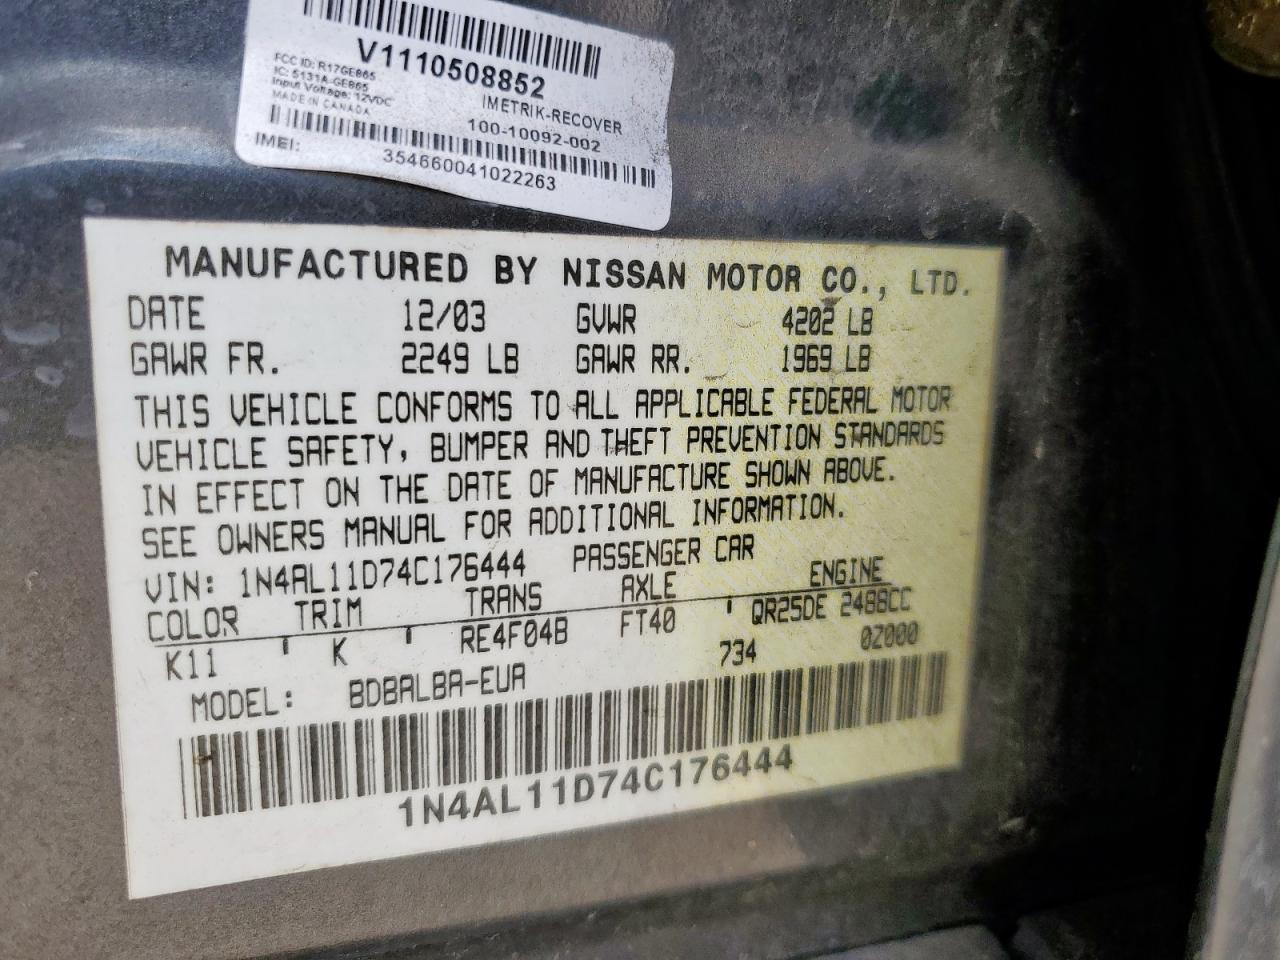 V1110508852
FCC ID: R17GE865
IC: 5131A-GE865
Input Voltage: 12VDC
MADE IN CANADA
IMETRIK-RECOVER
100-10092-002
IMEI:
354660041022263
MANUFACTURED BY NISSAN MOTOR CO., LTD.
DATE 12/03 GVWR 4202 LB
GAWR FR. 2249 LB GAWR RR. 1969 LB
THIS VEHICLE CONFORMS TO ALL APPLICABLE FEDERAL MOTOR
VEHICLE SAFETY, BUMPER AND THEFT PREVENTION STANDARDS
IN EFFECT ON THE DATE OF MANUFACTURE SHOWN ABOVE.
SEE OWNERS MANUAL FOR ADDITIONAL INFORMATION.
VIN: 1N4AL11D74C176444 PASSENGER CAR
COLOR TRIM TRANS AXLE ENGINE
K11 ' K ' RE4F04B FT40 ' QR25DE 2488CC
734 0Z000
MODEL: BDBALBA-EUA
1N4AL11D74C176444